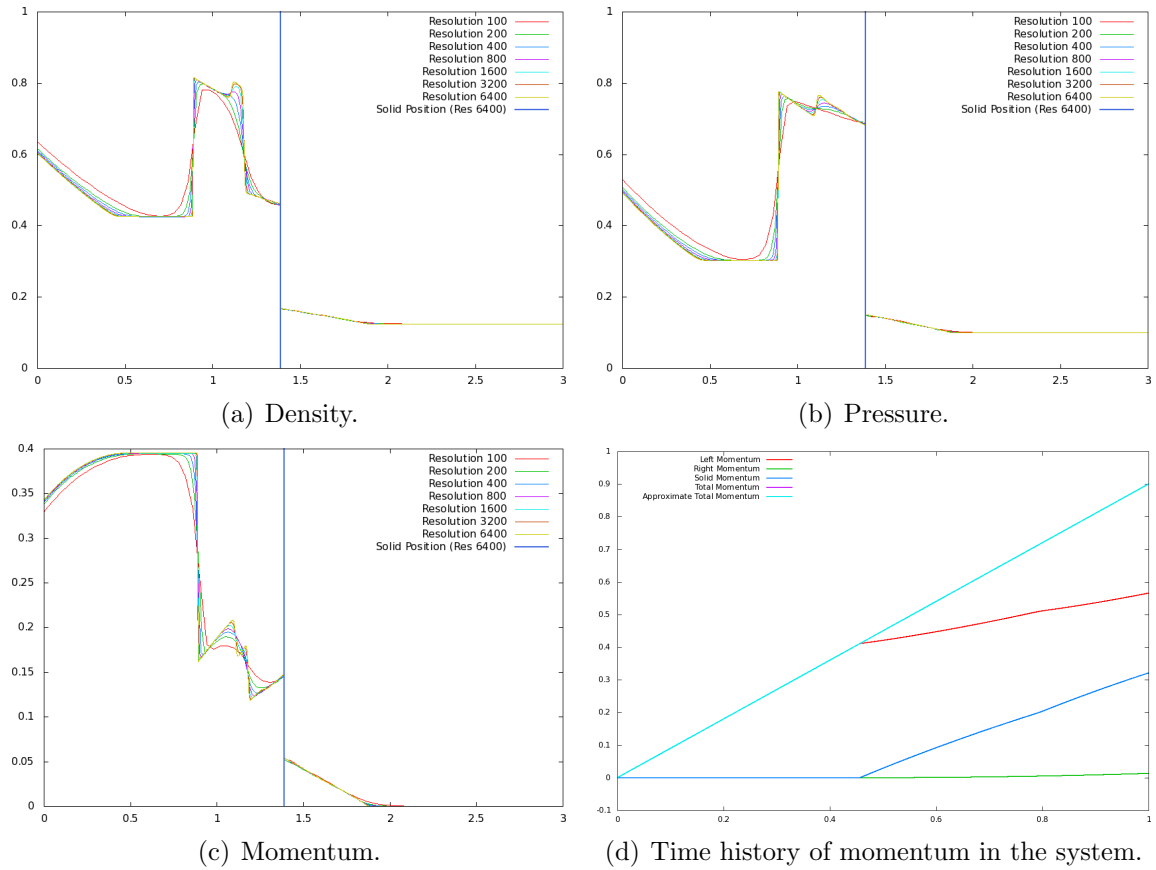 1
0.8
0.6
0.4
0.2
0
0
0.5
1
1.5
2
2.5
3
Resolution 100
Resolution 200
Resolution 400
Resolution 800
Resolution 1600
Resolution 3200
Resolution 6400
Solid Position (Res 6400)
(a) Density.
1
0.8
0.6
0.4
0.2
0
0
0.5
1
1.5
2
2.5
3
Resolution 100
Resolution 200
Resolution 400
Resolution 800
Resolution 1600
Resolution 3200
Resolution 6400
Solid Position (Res 6400)
(b) Pressure.
0.4
0.35
0.3
0.25
0.2
0.15
0.1
0.05
0
0
0.5
1
1.5
2
2.5
3
Resolution 100
Resolution 200
Resolution 400
Resolution 800
Resolution 1600
Resolution 3200
Resolution 6400
Solid Position (Res 6400)
(c) Momentum.
1
0.9
0.8
0.7
0.6
0.5
0.4
0.3
0.2
0.1
0
-0.1
0
0.2
0.4
0.6
0.8
1
Left Momentum
Right Momentum
Solid Momentum
Total Momentum
Approximate Total Momentum
(d) Time history of momentum in the system.